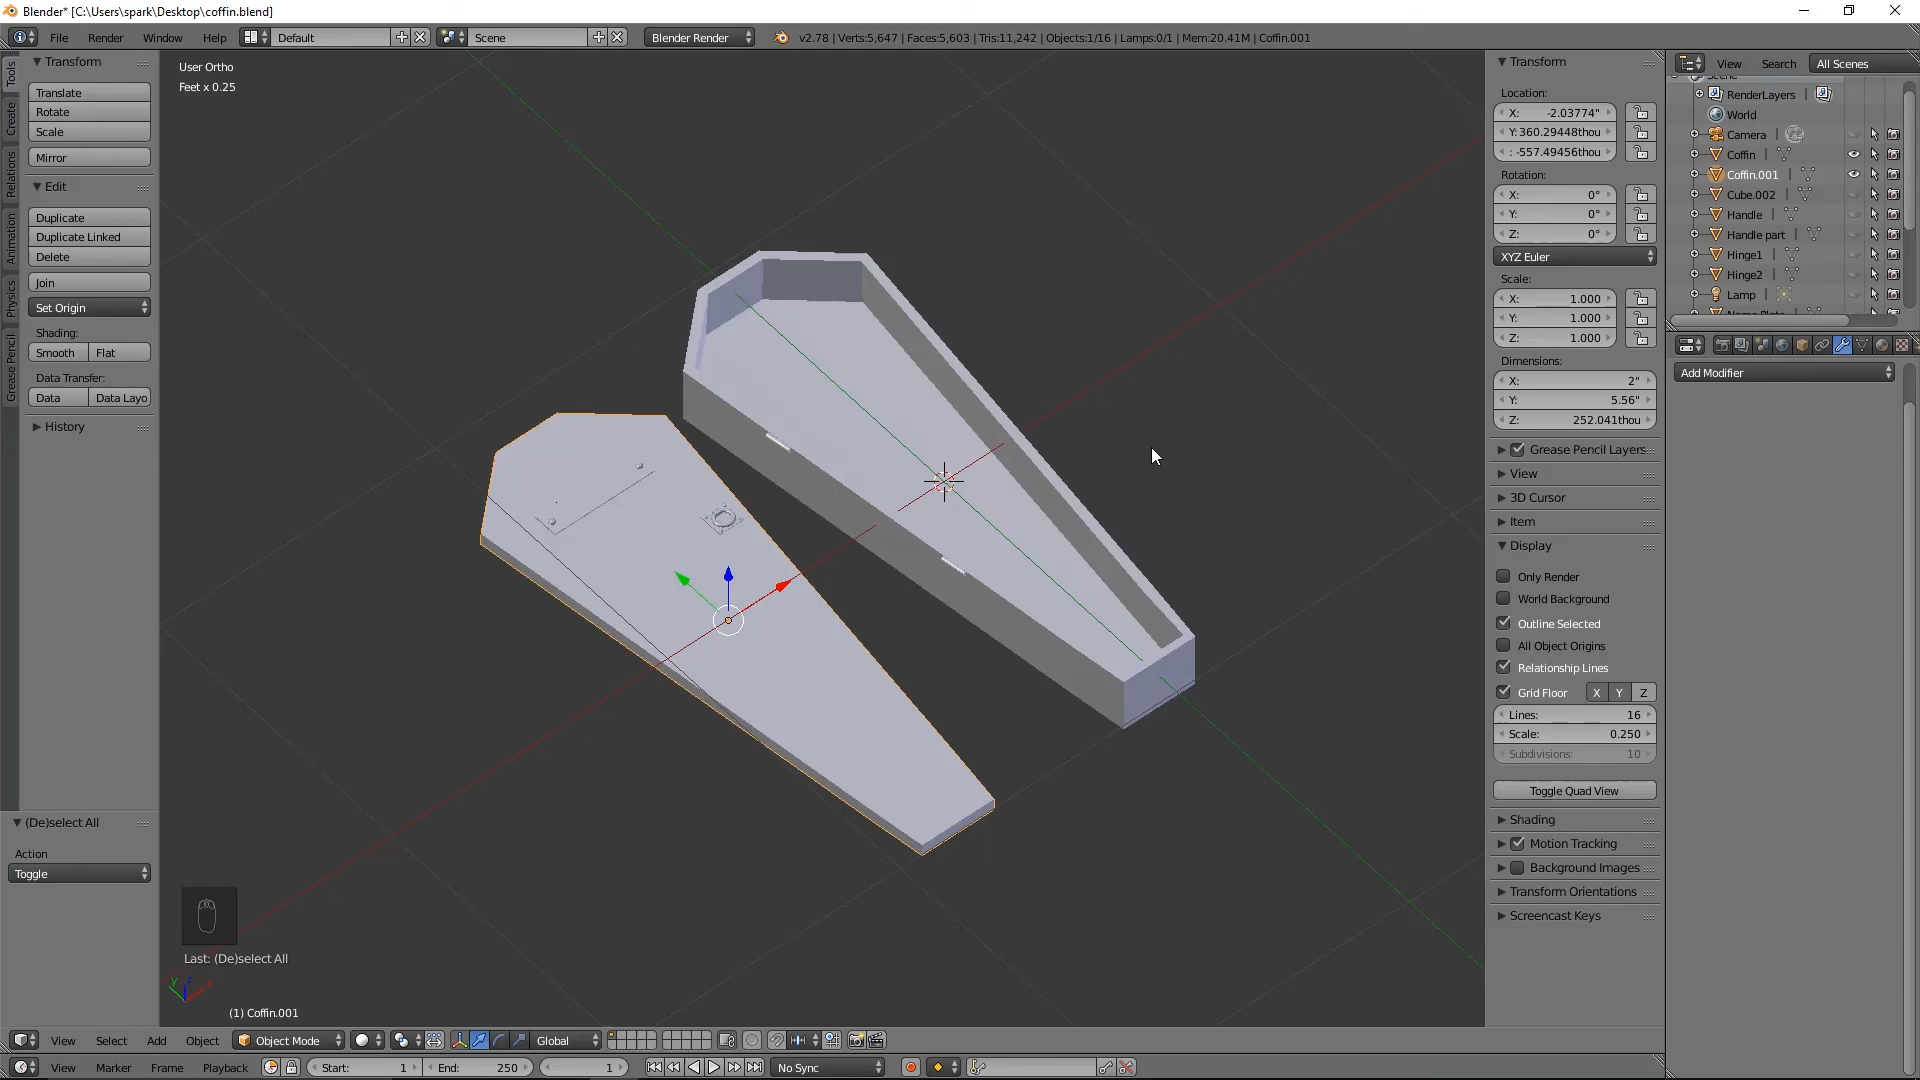 Blender* [C:\Users\spark\Desktop\coffin.blend]
File Render Window Help Default Scene Blender Render v2.78 | Verts:5,647 | Faces:5,603 | Tris:11,242 | Objects:1/16 | Lamps:0/1 | Mem:20.41M | Coffin.001
Tools
Create
Relations
Animation
Physics
Grease Pencil
Transform
Translate
Rotate
Scale
Mirror
Edit
Duplicate
Duplicate Linked
Delete
Join
Set Origin
Shading:
Smooth Flat
Data Transfer:
Data Data Layo
History
(De)select All
Action
Toggle
User Ortho
Feet x 0.25
Last: (De)select All
(1) Coffin.001
Transform
Location:
X: -2.03774"
Y: 360.29448thou
: -557.49456thou
Rotation:
X: 0°
Y: 0°
Z: 0°
XYZ Euler
Scale:
X: 1.000
Y: 1.000
Z: 1.000
Dimensions:
X: 2"
Y: 5.56"
Z: 252.041thou
Grease Pencil Layers
View
3D Cursor
Item
Display
Only Render
World Background
Outline Selected
All Object Origins
Relationship Lines
Grid Floor X Y Z
Lines: 16
Scale: 0.250
Subdivisions: 10
Toggle Quad View
Shading
Motion Tracking
Background Images
Transform Orientations
Screencast Keys
View Search All Scenes
RenderLayers |
World
Camera |
Coffin |
Coffin.001 |
Cube.002 |
Handle |
Handle part |
Hinge1 |
Hinge2 |
Lamp |
Add Modifier
View Select Add Object Object Mode Global
View Marker Frame Playback Start: 1 End: 250 1 No Sync